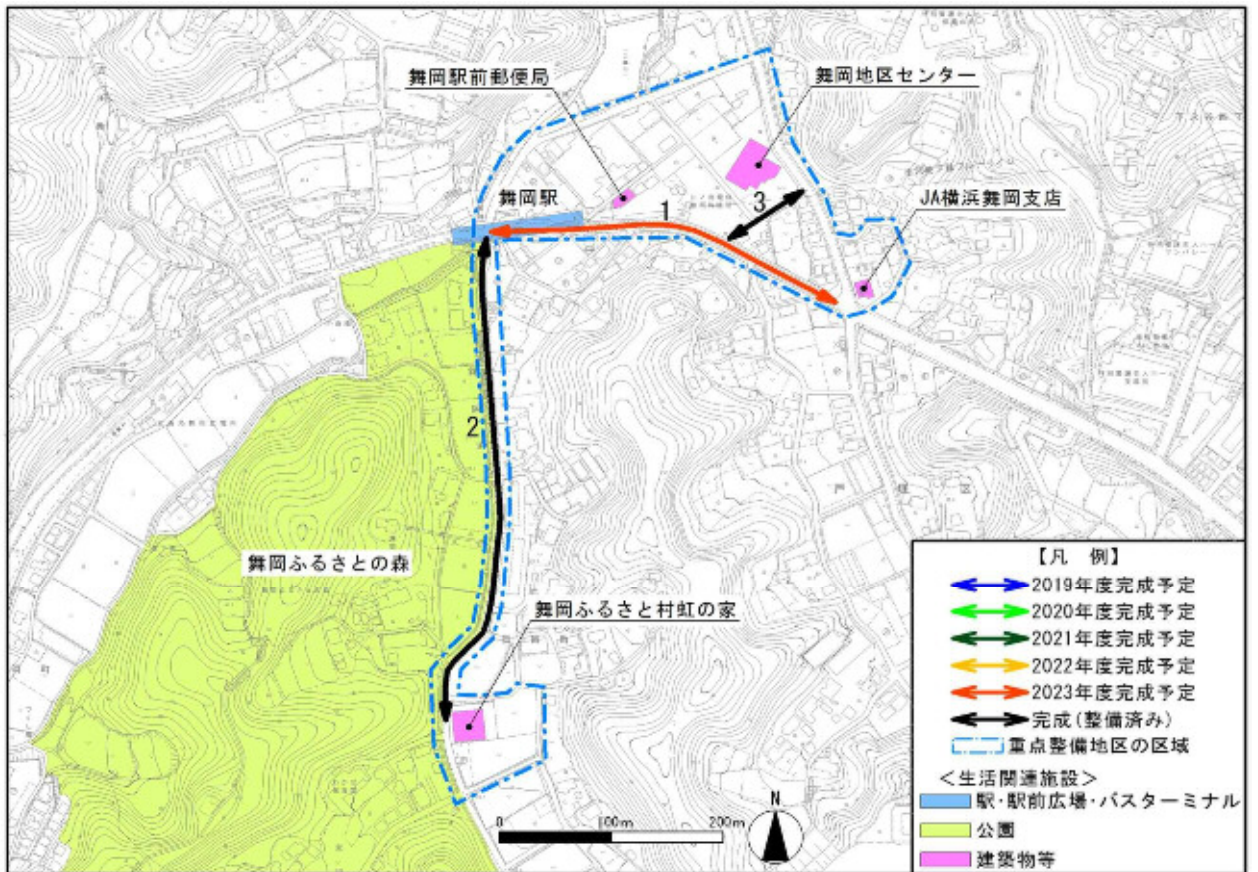 舞岡駅前郵便局
舞岡地区センター
舞岡駅
1
3
JA横浜舞岡支店
2
戸塚区
舞岡ふるさとの森
舞岡ふるさと村虹の家
【凡 例】
2019年度完成予定
2020年度完成予定
2021年度完成予定
2022年度完成予定
2023年度完成予定
完成(整備済み)
重点整備地区の区域
＜生活関連施設＞
駅・駅前広場・バスターミナル
公園
建築物等
N
0 100m 200m